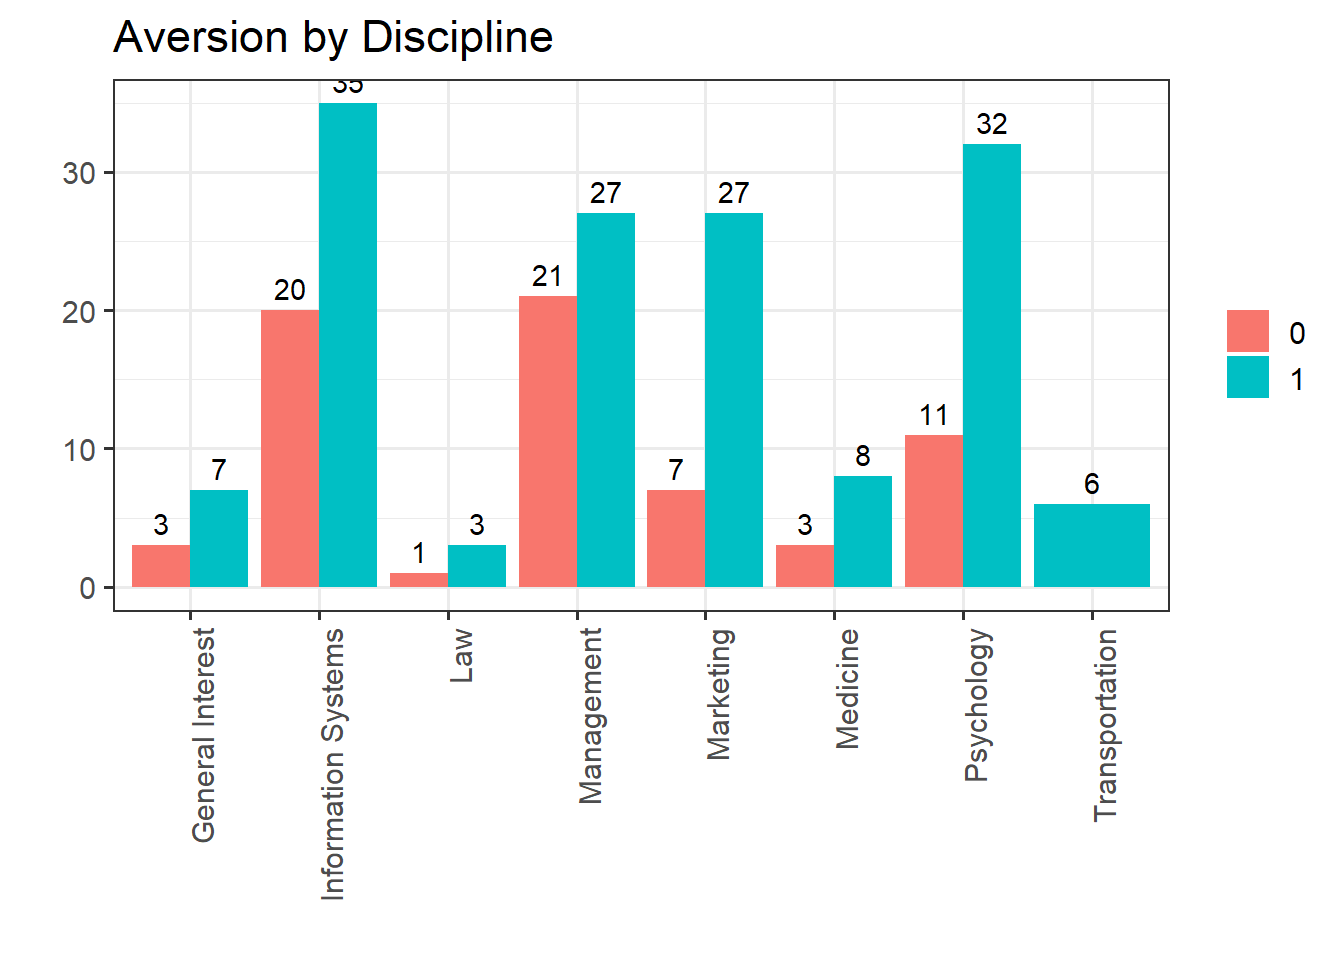 Aversion by Discipline
35
32
30
27
27
21
20
20
11
10
7
7
8
6
3
1
3
3
0
0
1
General Interest
Information Systems
Law
Management
Marketing
Medicine
Psychology
Transportation